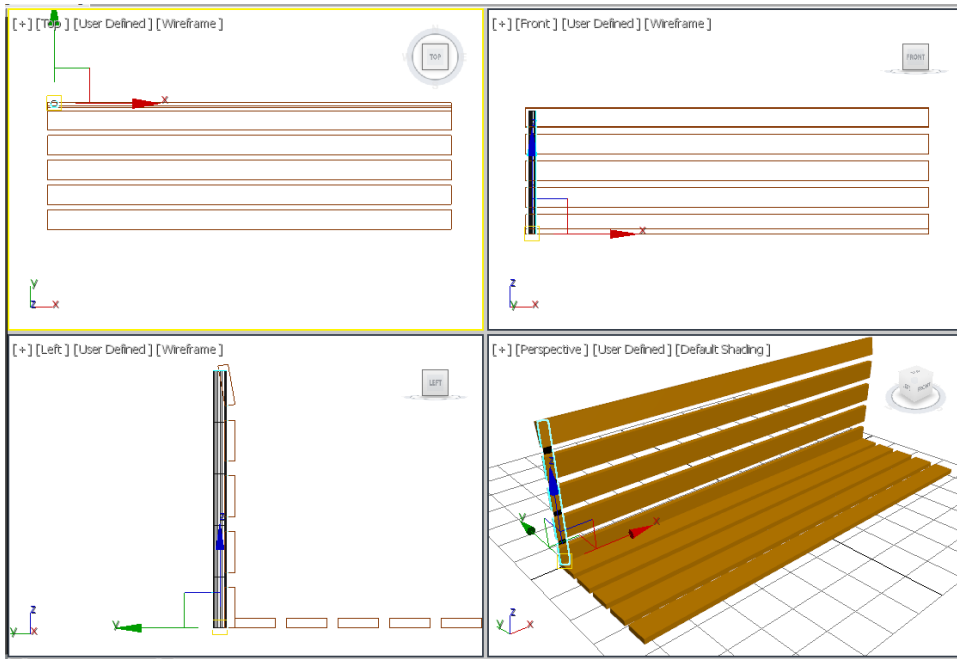 [+] [Top ] [User Defined ] [Wireframe ]
TOP
x
y
z x
[+] [Front ] [User Defined ] [Wireframe ]
FRONT
z
x
z
y x
[+] [Left ] [User Defined ] [Wireframe ]
LEFT
z
y
z
y x
[+] [Perspective ] [User Defined ] [Default Shading ]
FRONT
z
y
x
z
y x